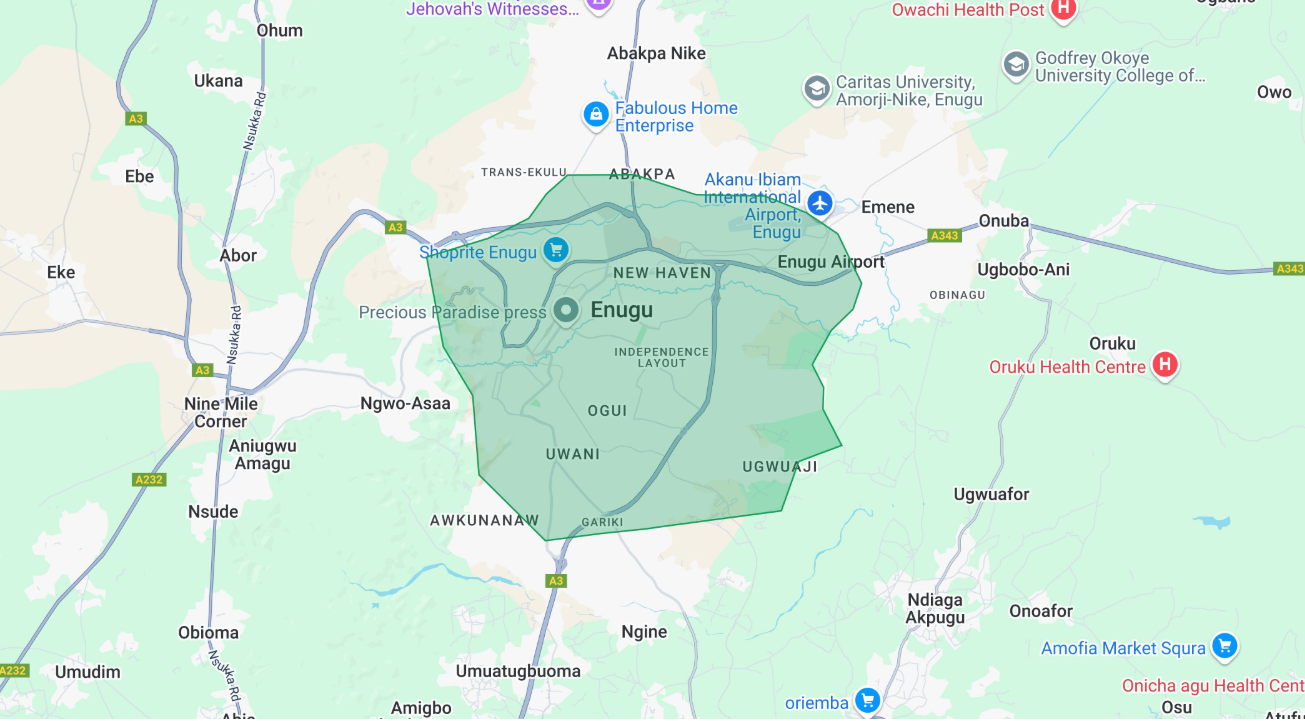 Jehovah's Witnesses...
Owachi Health Post
Ohum
Abakpa Nike
Godfrey Okoye
University College of...
Ukana
Caritas University,
Amorji-Nike, Enugu
Owo
Fabulous Home
Enterprise
A3
Nsukka Rd
Ebe
TRANS-EKULU
ABAKPA
Akanu Ibiam
International
Airport,
Enugu
Emene
Onuba
A3
A343
Shoprite Enugu
Abor
Enugu Airport
Eke
NEW HAVEN
Ugbobo-Ani
A343
OBINAGU
Precious Paradise press
Enugu
Nsukka Rd
INDEPENDENCE
LAYOUT
Oruku
Oruku Health Centre
A3
Nine Mile
Corner
Ngwo-Asaa
OGUI
Aniugwu
Amagu
UWANI
UGWUAJI
A232
Ugwuafor
Nsude
AWKUNANAW
GARIKI
A3
Ndiaga
Akpugu
Onoafor
Obioma
Ngine
Amofia Market Squra
Nsukka Rd
A232
Umudim
Umuatugbuoma
Onicha agu Health Cent
oriemba
Amigbo
Osu